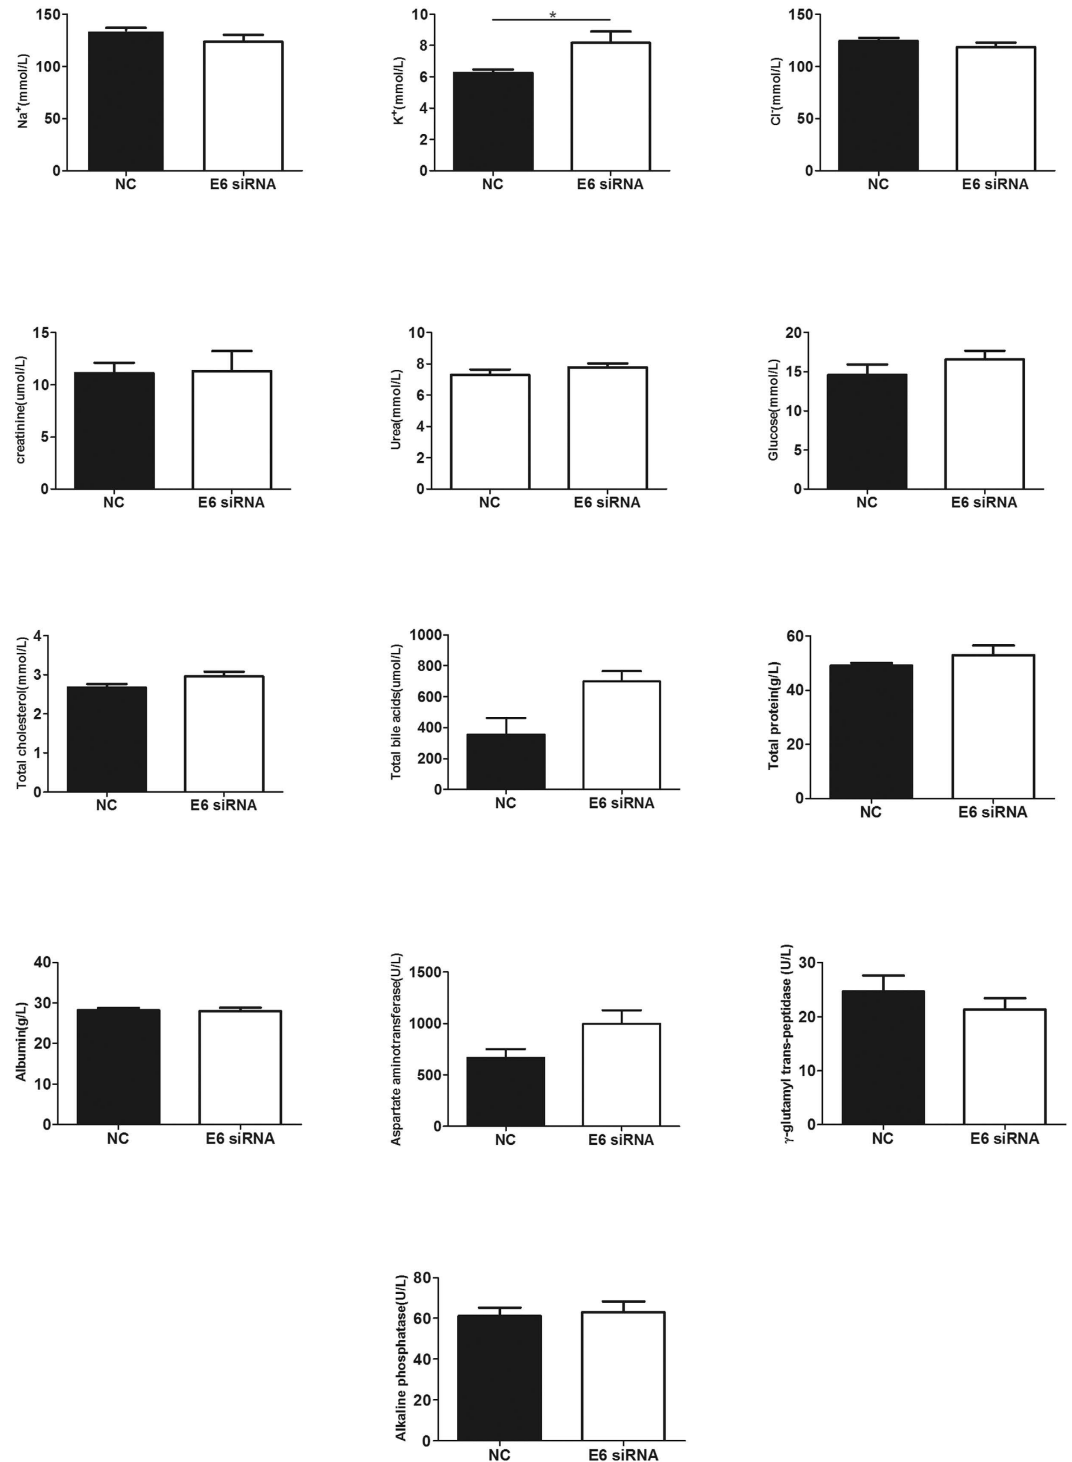 Na+(mmol/L)
150
100
50
0
NC
E6 siRNA
K+(mmol/L)
10
8
6
4
2
0
*
NC
E6 siRNA
Cl-(mmol/L)
150
100
50
0
NC
E6 siRNA
creatinine(umol/L)
15
10
5
0
NC
E6 siRNA
Urea(mmol/L)
10
8
6
4
2
0
NC
E6 siRNA
Glucose(mmol/L)
20
15
10
5
0
NC
E6 siRNA
Total cholesterol(mmol/L)
4
3
2
1
0
NC
E6 siRNA
Total bile acids(umol/L)
1000
800
600
400
200
0
NC
E6 siRNA
Total protein(g/L)
60
40
20
0
NC
E6 siRNA
Albumin(g/L)
40
30
20
10
0
NC
E6 siRNA
Aspartate aminotransferase(U/L)
1500
1000
500
0
NC
E6 siRNA
γ-glutamyl trans-peptidase (U/L)
30
20
10
0
NC
E6 siRNA
Alkaline phosphatase(U/L)
80
60
40
20
0
NC
E6 siRNA